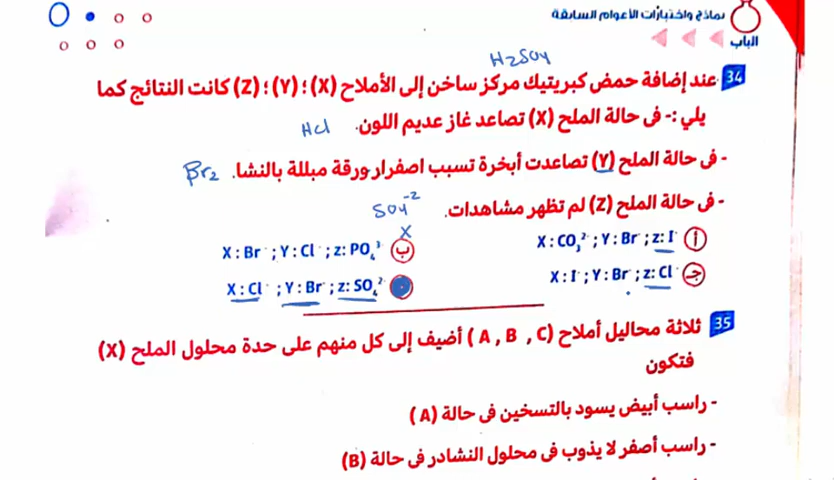 نماذج واختبارات الأعوام السابقة
الباب
H2SO4
34 عند إضافة حمض كبريتيك مركز ساخن إلى الأملاح (X) ؛ (Y) ؛ (Z) كانت النتائج كما
يلي :- فى حالة الملح (X) تصاعد غاز عديم اللون. HCl
- فى حالة الملح (Y) تصاعدت أبخرة تسبب اصفرار ورقة مبللة بالنشا. Br₂
- فى حالة الملح (Z) لم تظهر مشاهدات. SO₄⁻²
أ X : CO₃²⁻ ; Y : Br⁻ ; z : I⁻
ب X : Br⁻ ; Y : Cl⁻ ; z: PO₄³⁻ X
جـ X : I⁻ ; Y : Br⁻ ; z: Cl⁻
X : Cl⁻ ; Y : Br⁻ ; z: SO₄²⁻
35 ثلاثة محاليل أملاح (A , B , C) أضيف إلى كل منهم على حدة محلول الملح (X)
فتكون
- راسب أبيض يسود بالتسخين فى حالة (A)
- راسب أصفر لا يذوب فى محلول النشادر فى حالة (B)